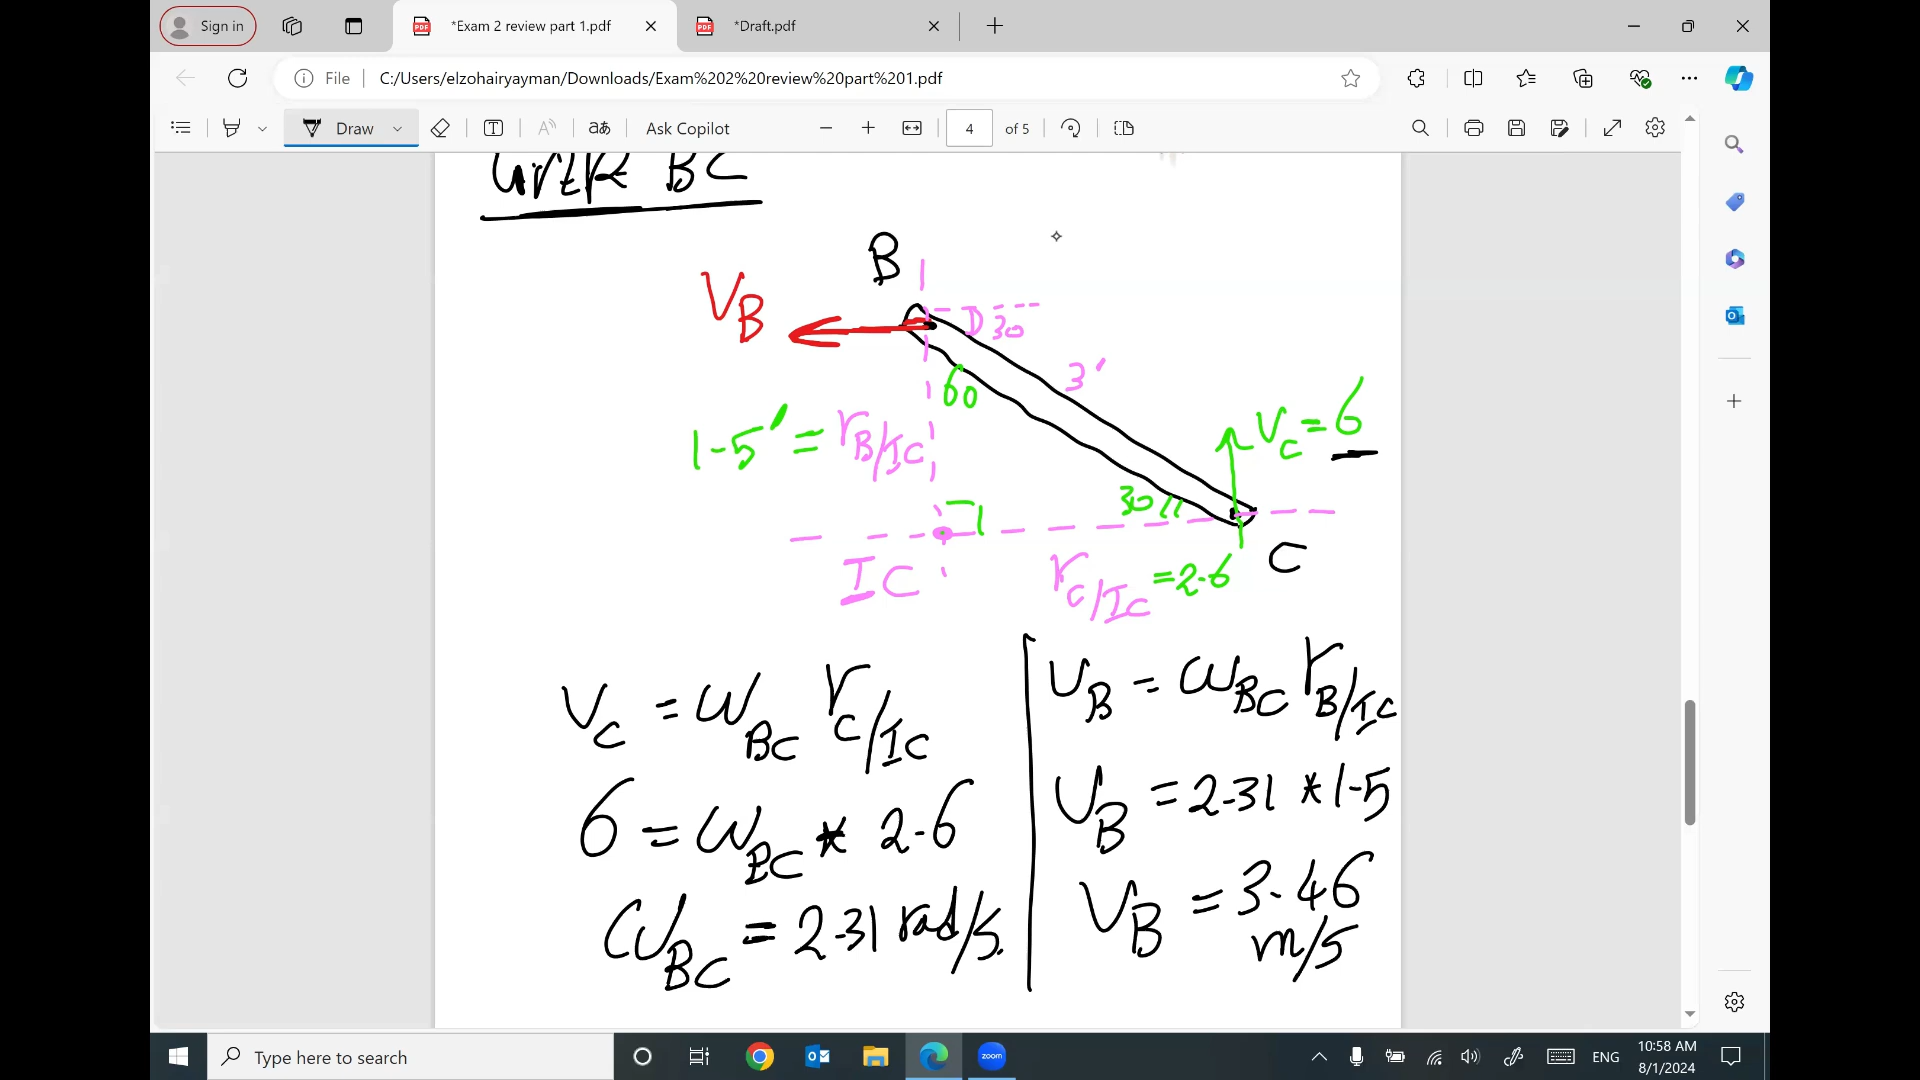 Sign in
*Exam 2 review part 1.pdf
*Draft.pdf
File
C:/Users/elzohairyayman/Downloads/Exam%202%20review%20part%201.pdf
Draw
aあ
Ask Copilot
4 of 5
BC
B
VB
30
3'
60
1-5' = rB/IC
VC = 6
30
IC
rC/IC = 2-6
C
VC = ωBC rC/IC
6 = ωBC * 2-6
ωBC = 2-31 rad/s.
VB = ωBC rB/IC
VB = 2-31 * 1-5
VB = 3-46
m/s
Type here to search
zoom
ENG
10:58 AM
8/1/2024